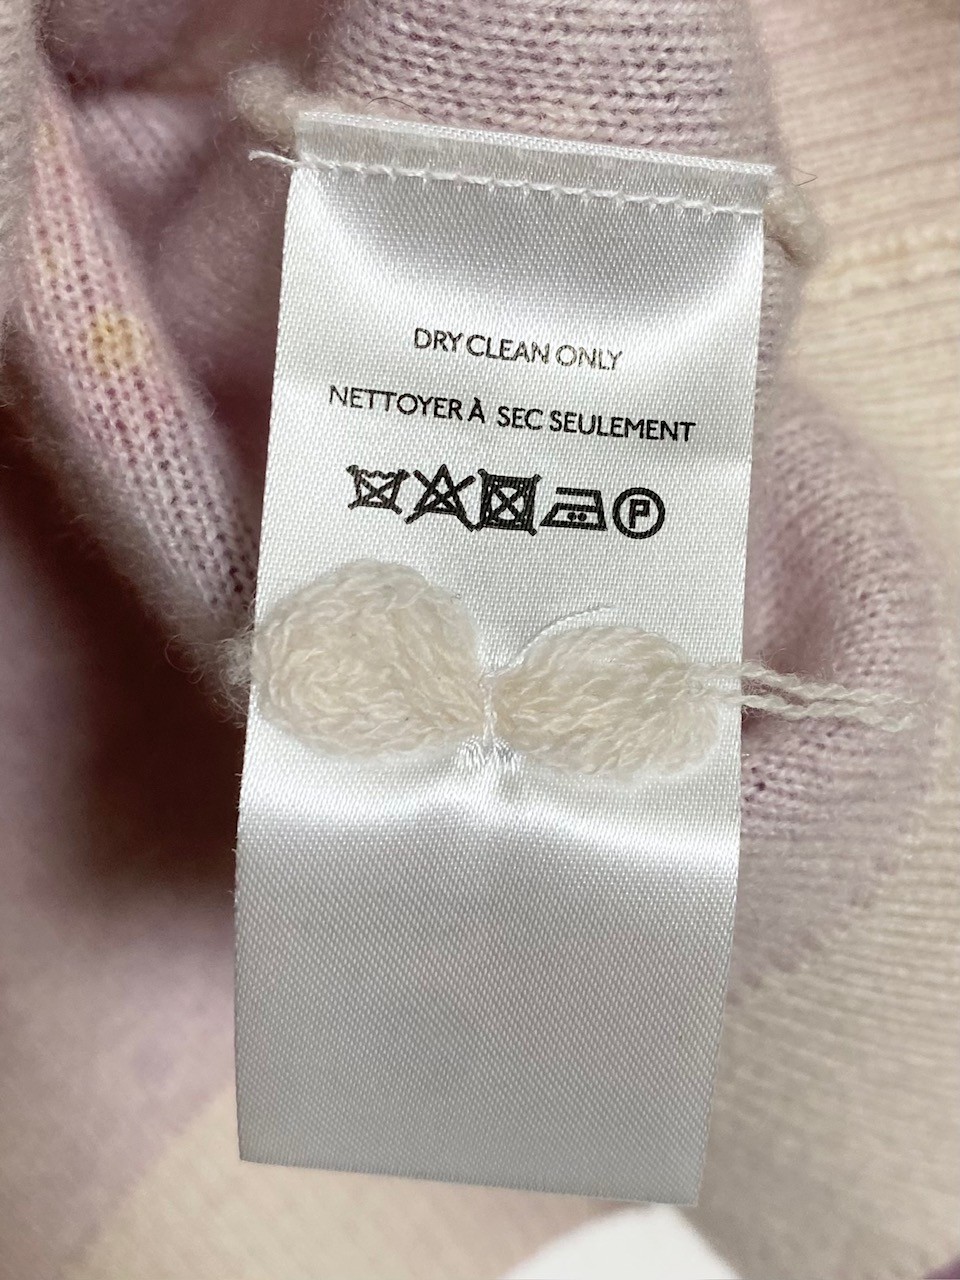 DRY CLEAN ONLY
NETTOYER À SEC SEULEMENT
P